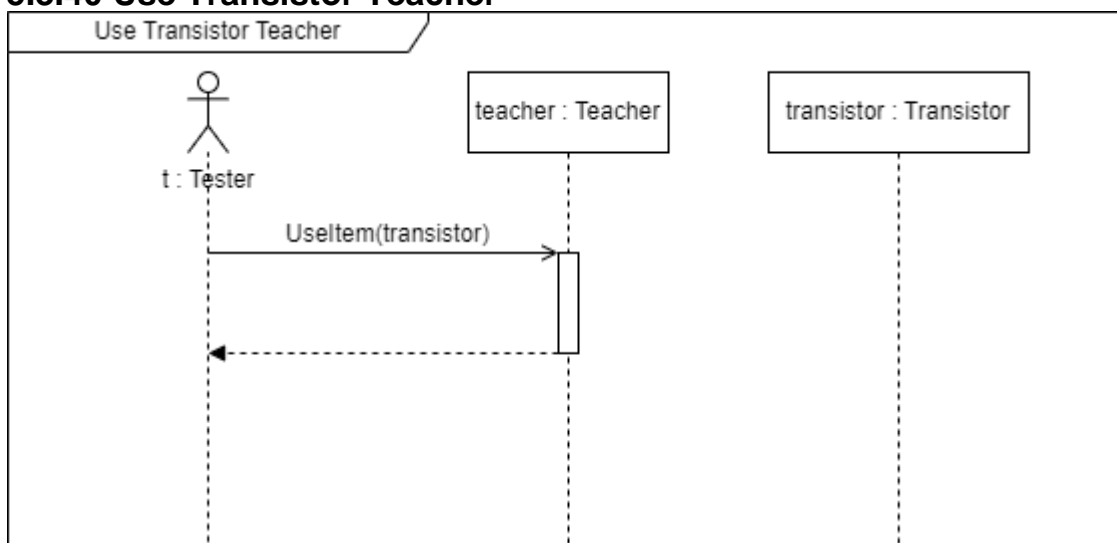 Use Transistor Teacher
teacher : Teacher
transistor : Transistor
t : Tester
UseItem(transistor)